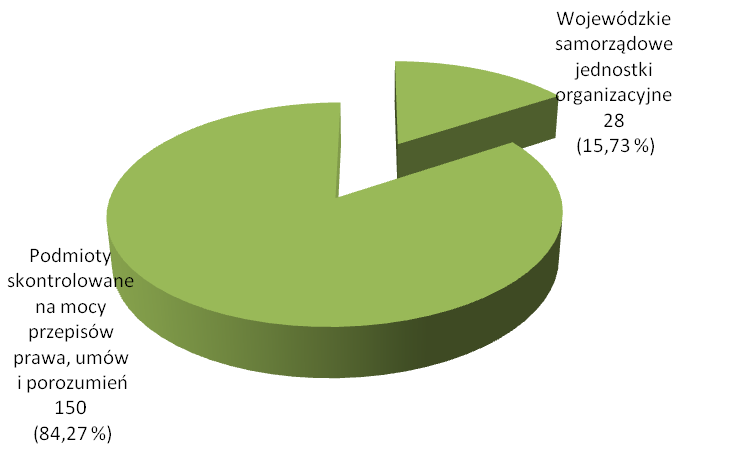 Wojewódzkie
samorządowe
jednostki
organizacyjne
28
(15,73 %)
Podmioty
skontrolowane
na mocy
przepisów
prawa, umów
i porozumień
150
(84,27 %)